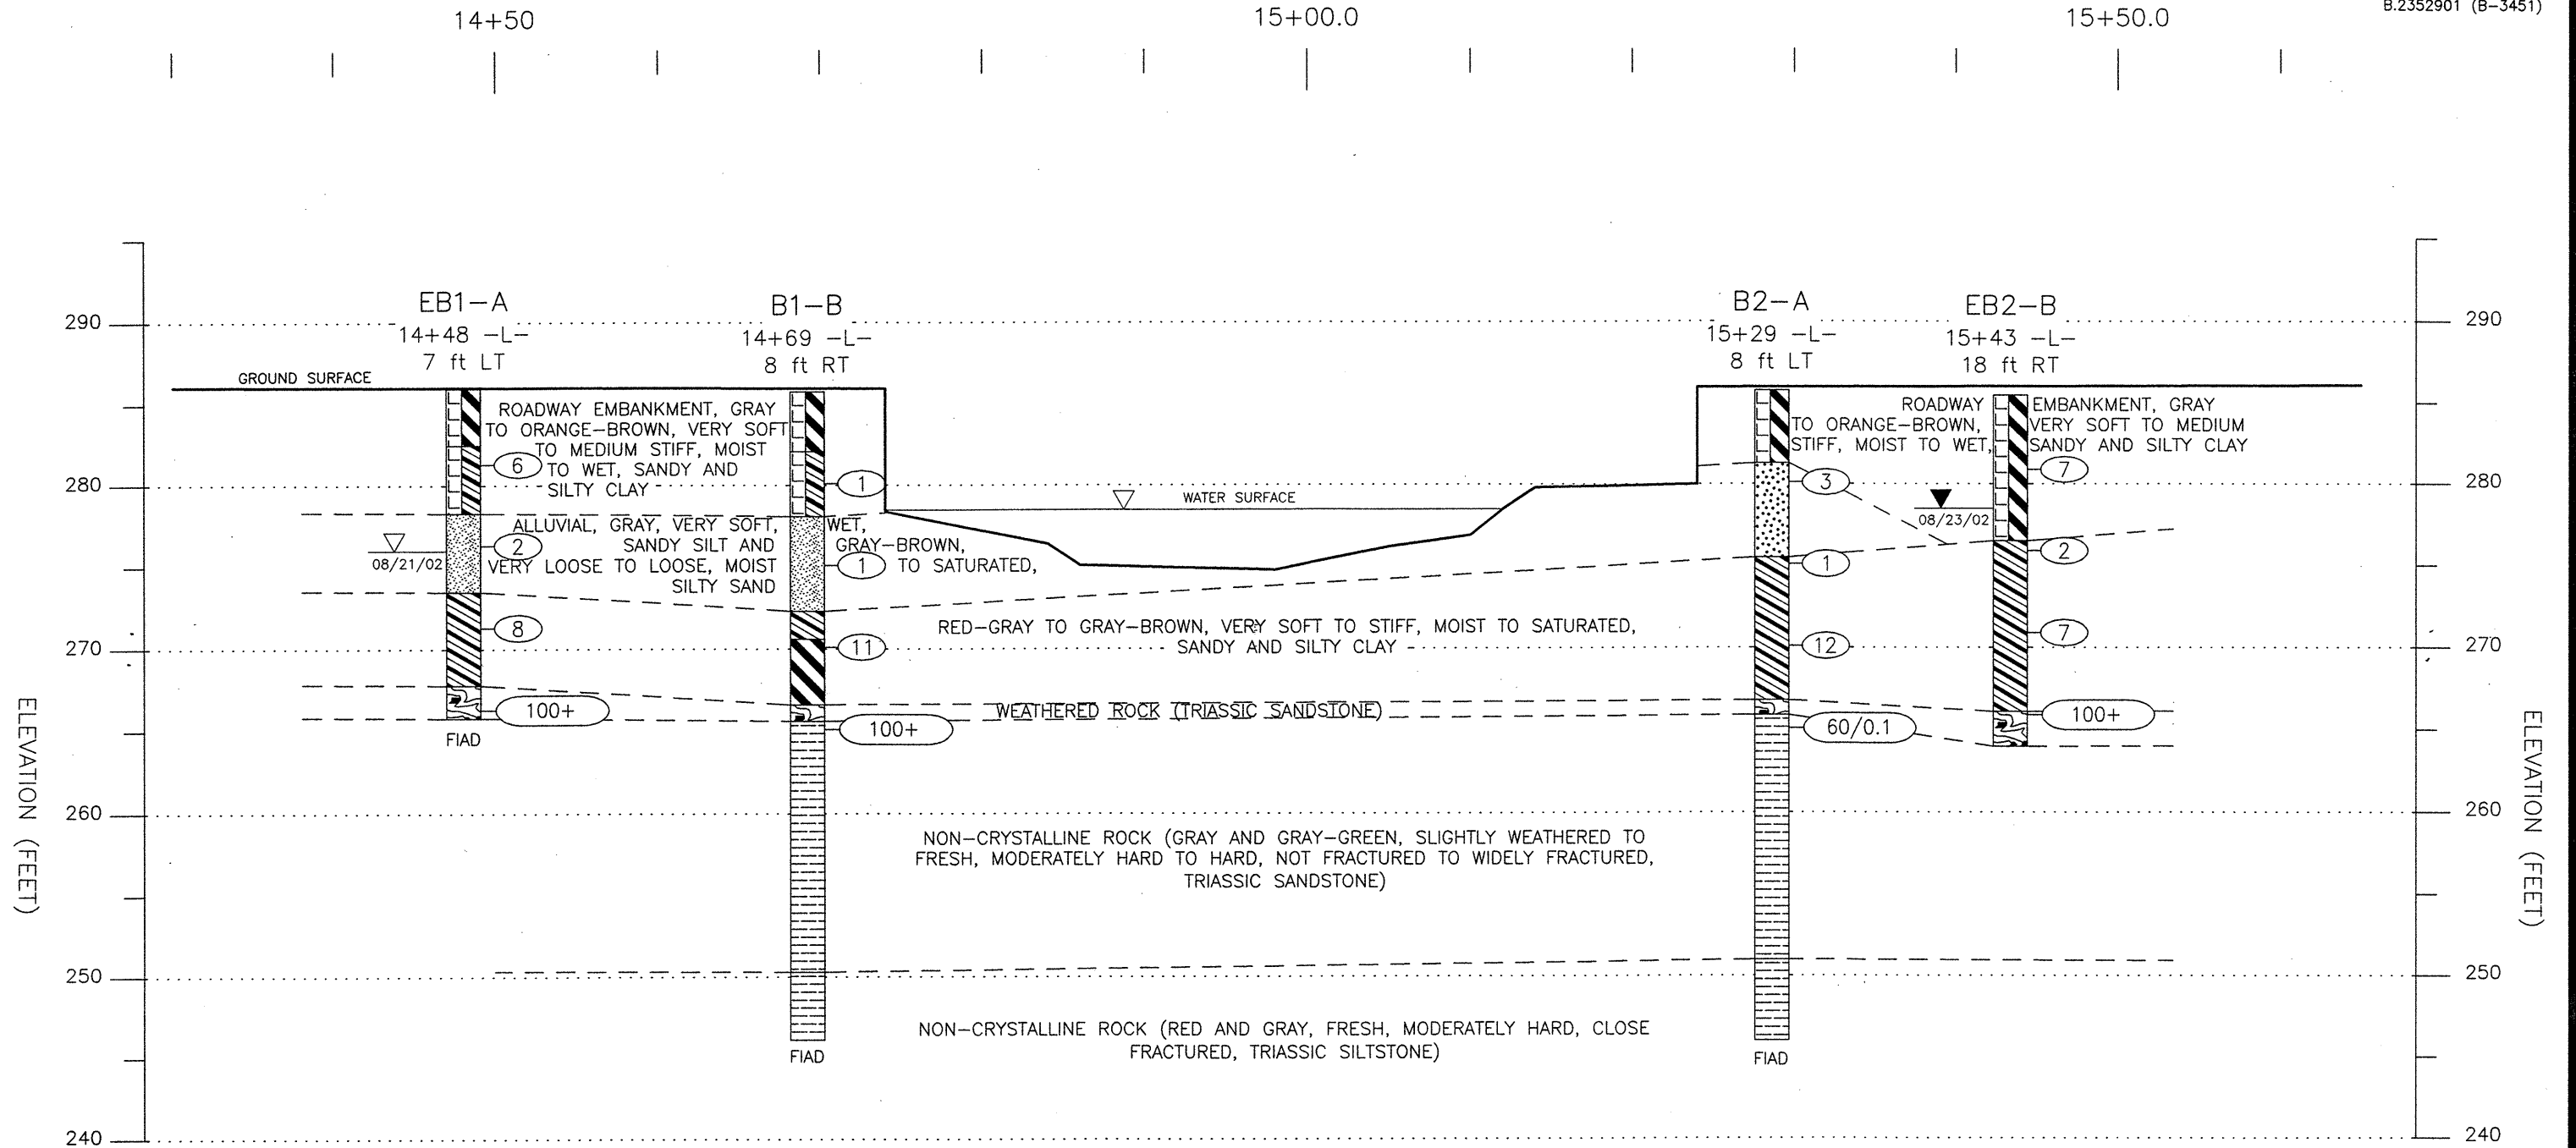 14+50
15+00.0
15+50.0
B.2352901 (B-3451)
EB1-A
14+48 -L-
7 ft LT
B1-B
14+69 -L-
8 ft RT
B2-A
15+29 -L-
8 ft LT
EB2-B
15+43 -L-
18 ft RT
290
290
GROUND SURFACE
ROADWAY EMBANKMENT, GRAY
TO ORANGE-BROWN, VERY SOFT
TO MEDIUM STIFF, MOIST
TO WET, SANDY AND
SILTY CLAY
6
1
ROADWAY EMBANKMENT, GRAY
TO ORANGE-BROWN, VERY SOFT TO MEDIUM
STIFF, MOIST TO WET, SANDY AND SILTY CLAY
3
7
280
280
WATER SURFACE
08/23/02
ALLUVIAL, GRAY, VERY SOFT, WET,
SANDY SILT AND GRAY-BROWN,
VERY LOOSE TO LOOSE, MOIST TO SATURATED,
SILTY SAND
2
1
08/21/02
1
2
8
11
RED-GRAY TO GRAY-BROWN, VERY SOFT TO STIFF, MOIST TO SATURATED,
SANDY AND SILTY CLAY
12
7
270
270
100+
100+
WEATHERED ROCK (TRIASSIC SANDSTONE)
60/0.1
100+
FIAD
ELEVATION (FEET)
ELEVATION (FEET)
260
260
NON-CRYSTALLINE ROCK (GRAY AND GRAY-GREEN, SLIGHTLY WEATHERED TO
FRESH, MODERATELY HARD TO HARD, NOT FRACTURED TO WIDELY FRACTURED,
TRIASSIC SANDSTONE)
250
250
NON-CRYSTALLINE ROCK (RED AND GRAY, FRESH, MODERATELY HARD, CLOSE
FRACTURED, TRIASSIC SILTSTONE)
FIAD
FIAD
240
240